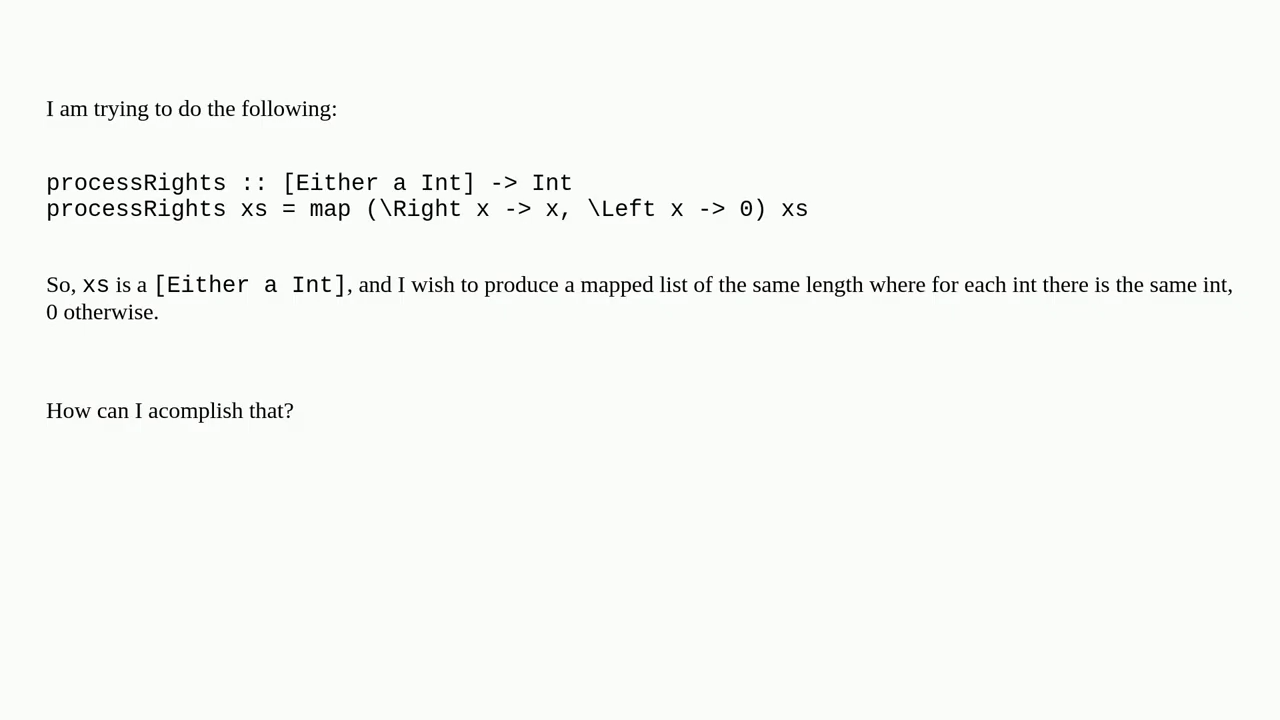 I am trying to do the following:
processRights :: [Either a Int] -> Int
processRights xs = map (\Right x -> x, \Left x -> 0) xs
So, xs is a [Either a Int], and I wish to produce a mapped list of the same length where for each int there is the same int,
0 otherwise.
How can I acomplish that?